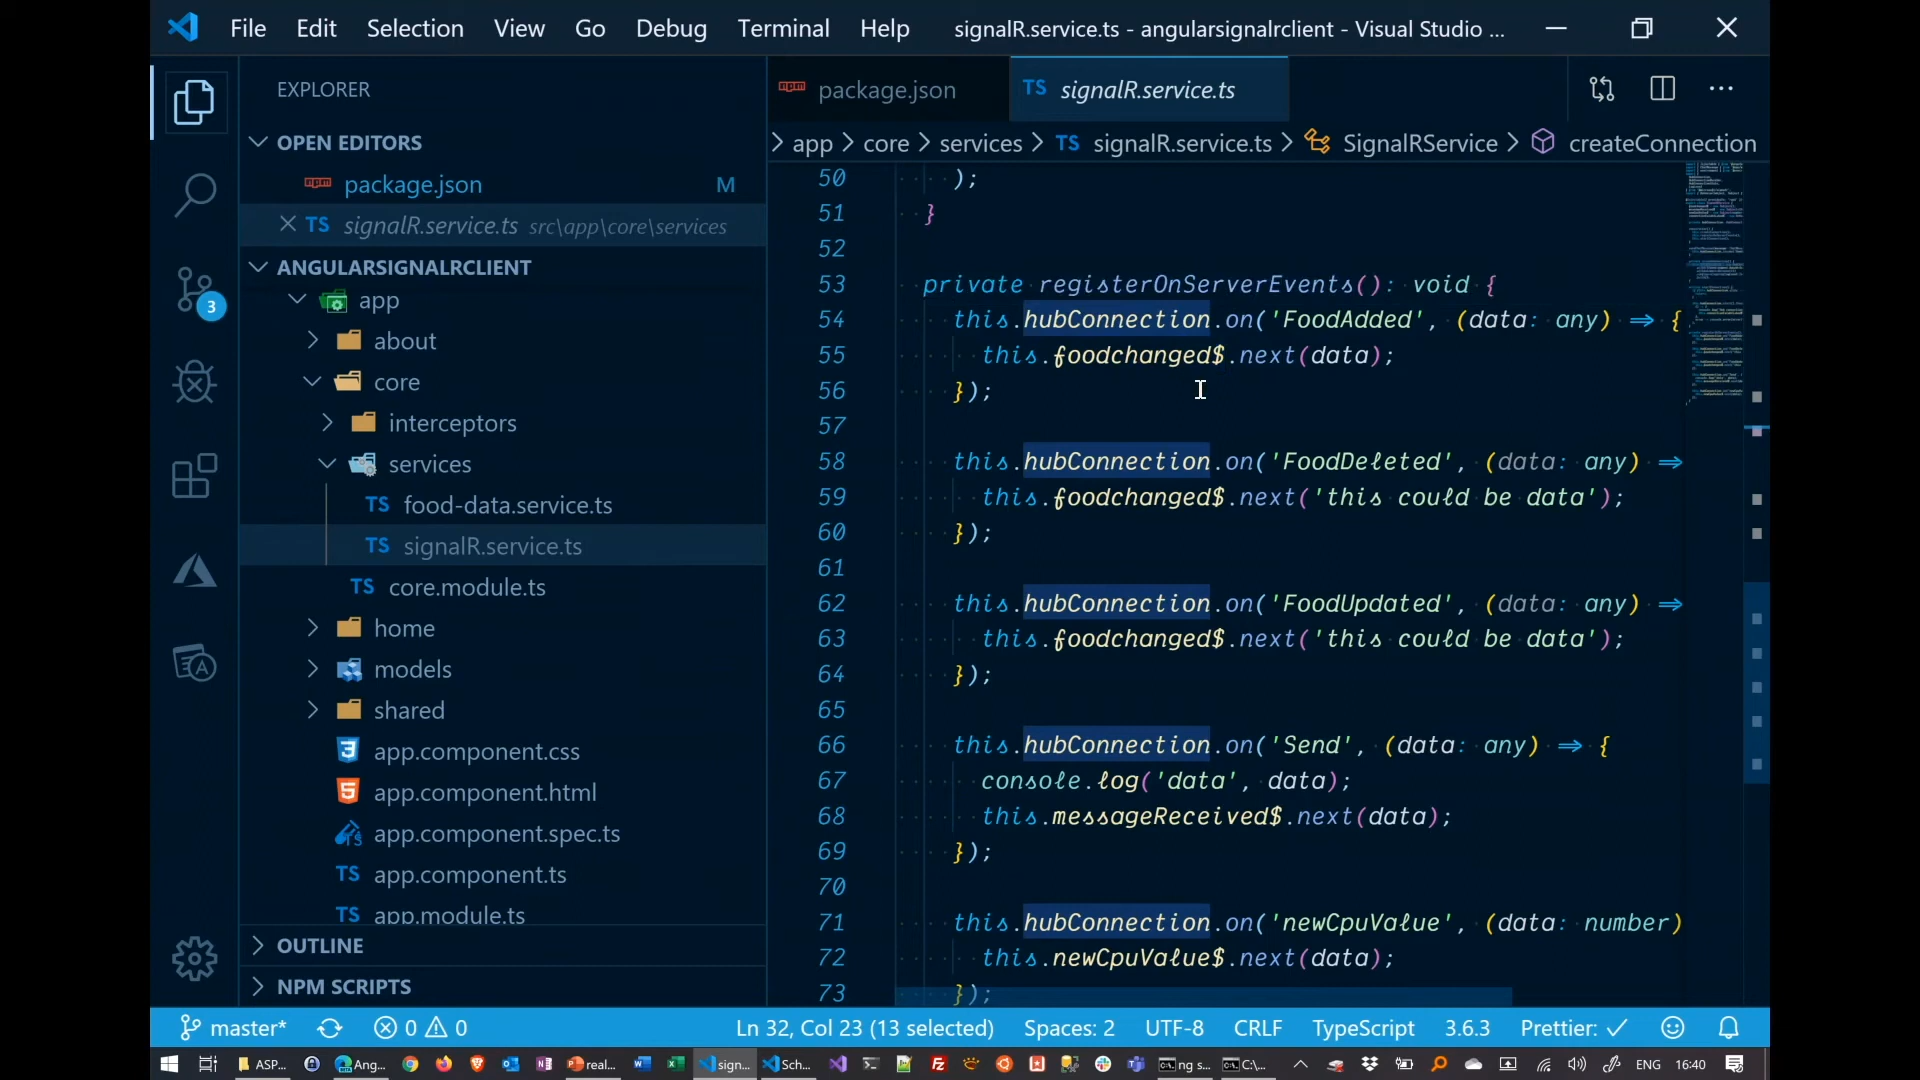 File Edit Selection View Go Debug Terminal Help signalR.service.ts - angularsignalrclient - Visual Studio ...
EXPLORER
OPEN EDITORS
package.json M
TS signalR.service.ts src\app\core\services
ANGULARSIGNALRCLIENT
app
about
core
interceptors
services
TS food-data.service.ts
TS signalR.service.ts
TS core.module.ts
home
models
shared
app.component.css
app.component.html
app.component.spec.ts
TS app.component.ts
TS app.module.ts
OUTLINE
NPM SCRIPTS
package.json TS signalR.service.ts
app > core > services > TS signalR.service.ts > SignalRService > createConnection
50 );
51 }
52
53 private registerOnServerEvents(): void {
54 this.hubConnection.on('FoodAdded', (data: any) => {
55 this.foodchanged$.next(data);
56 });
57
58 this.hubConnection.on('FoodDeleted', (data: any) =>
59 this.foodchanged$.next('this could be data');
60 });
61
62 this.hubConnection.on('FoodUpdated', (data: any) =>
63 this.foodchanged$.next('this could be data');
64 });
65
66 this.hubConnection.on('Send', (data: any) => {
67 console.log('data', data);
68 this.messageReceived$.next(data);
69 });
70
71 this.hubConnection.on('newCpuValue', (data: number)
72 this.newCpuValue$.next(data);
73 });
3
master* 0 0 Ln 32, Col 23 (13 selected) Spaces: 2 UTF-8 CRLF TypeScript 3.6.3 Prettier: ✓
ASP... Ang... real... sign... Sch... ng s... C:\... ENG 16:40